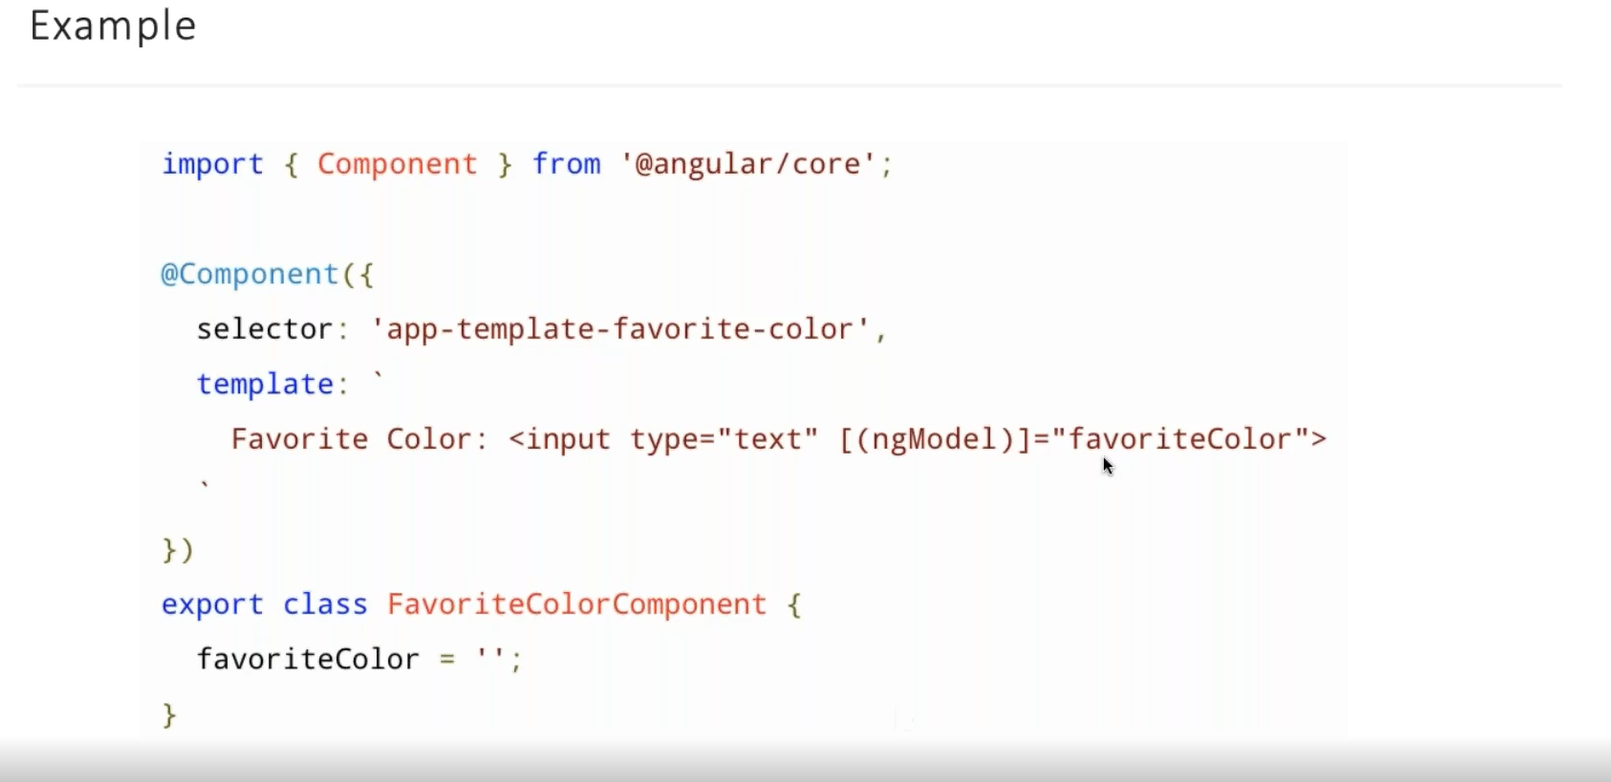 Example
import { Component } from '@angular/core';
@Component({
  selector: 'app-template-favorite-color',
  template: `
    Favorite Color: <input type="text" [(ngModel)]="favoriteColor">
  `
})
export class FavoriteColorComponent {
  favoriteColor = '';
}